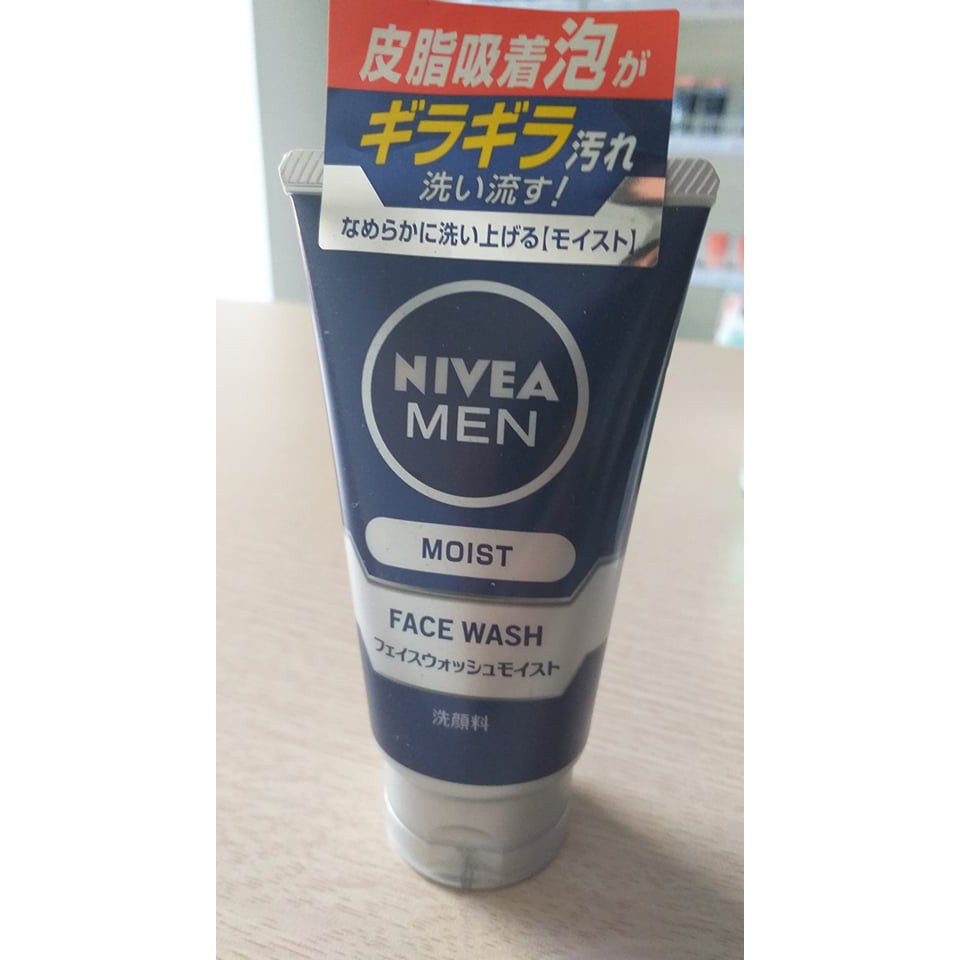 皮脂吸着泡が
ギラギラ汚れ
洗い流す!
なめらかに洗い上げる【モイスト】
NIVEA
MEN
MOIST
FACE WASH
フェイスウォッシュモイスト
洗顔料